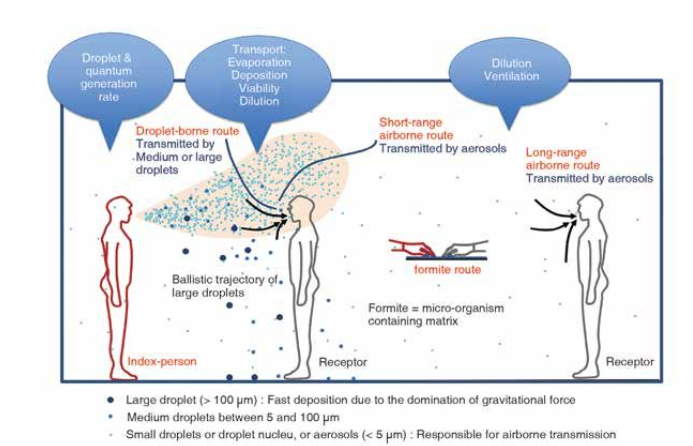 Droplet &
quantum
generation
rate
Transport:
Evaporation
Deposition
Viability
Dilution
Dilution
Ventilation
Droplet-borne route
Transmitted by
Medium or large
droplets
Short-range
airborne route
Transmitted by aerosols
Long-range
airborne route
Transmitted by aerosols
formite route
Ballistic trajectory of
large droplets
Formite = micro-organism
containing matrix
Index-person
Receptor
Receptor
Large droplet (> 100 μm) : Fast deposition due to the domination of gravitational force
Medium droplets between 5 and 100 μm
Small droplets or droplet nucleu, or aerosols (< 5 μm) : Responsible for airborne transmission